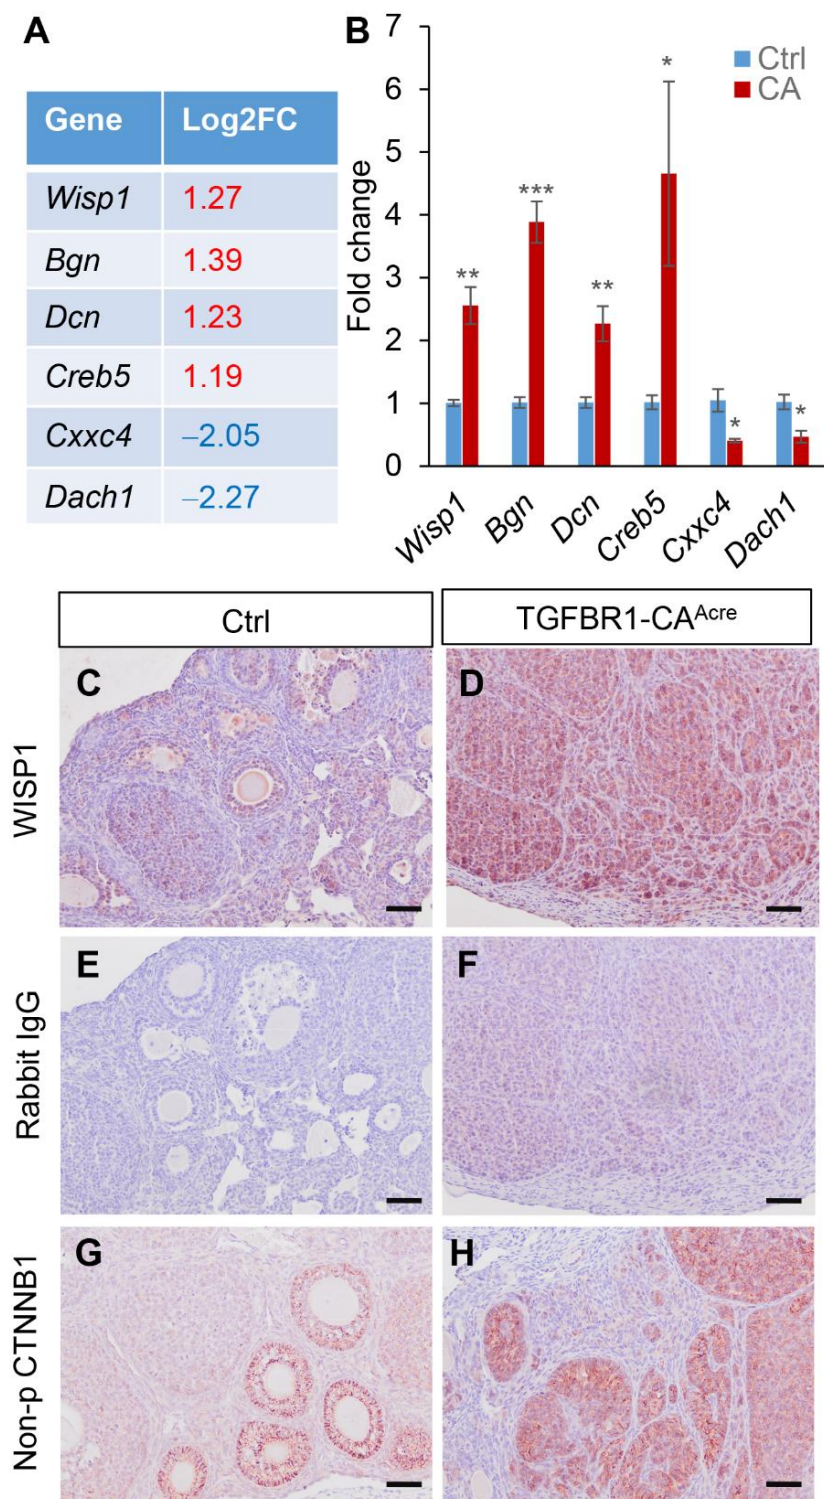 A
Gene Log2FC
Wisp1 1.27
Bgn 1.39
Dcn 1.23
Creb5 1.19
Cxxc4 –2.05
Dach1 –2.27
B
Fold change
7
6
5
4
3
2
1
0
Ctrl
CA
** *** ** * * *
Wisp1 Bgn Dcn Creb5 Cxxc4 Dach1
Ctrl TGFBR1-CAAcre
WISP1
C D
Rabbit IgG
E F
Non-p CTNNB1
G H